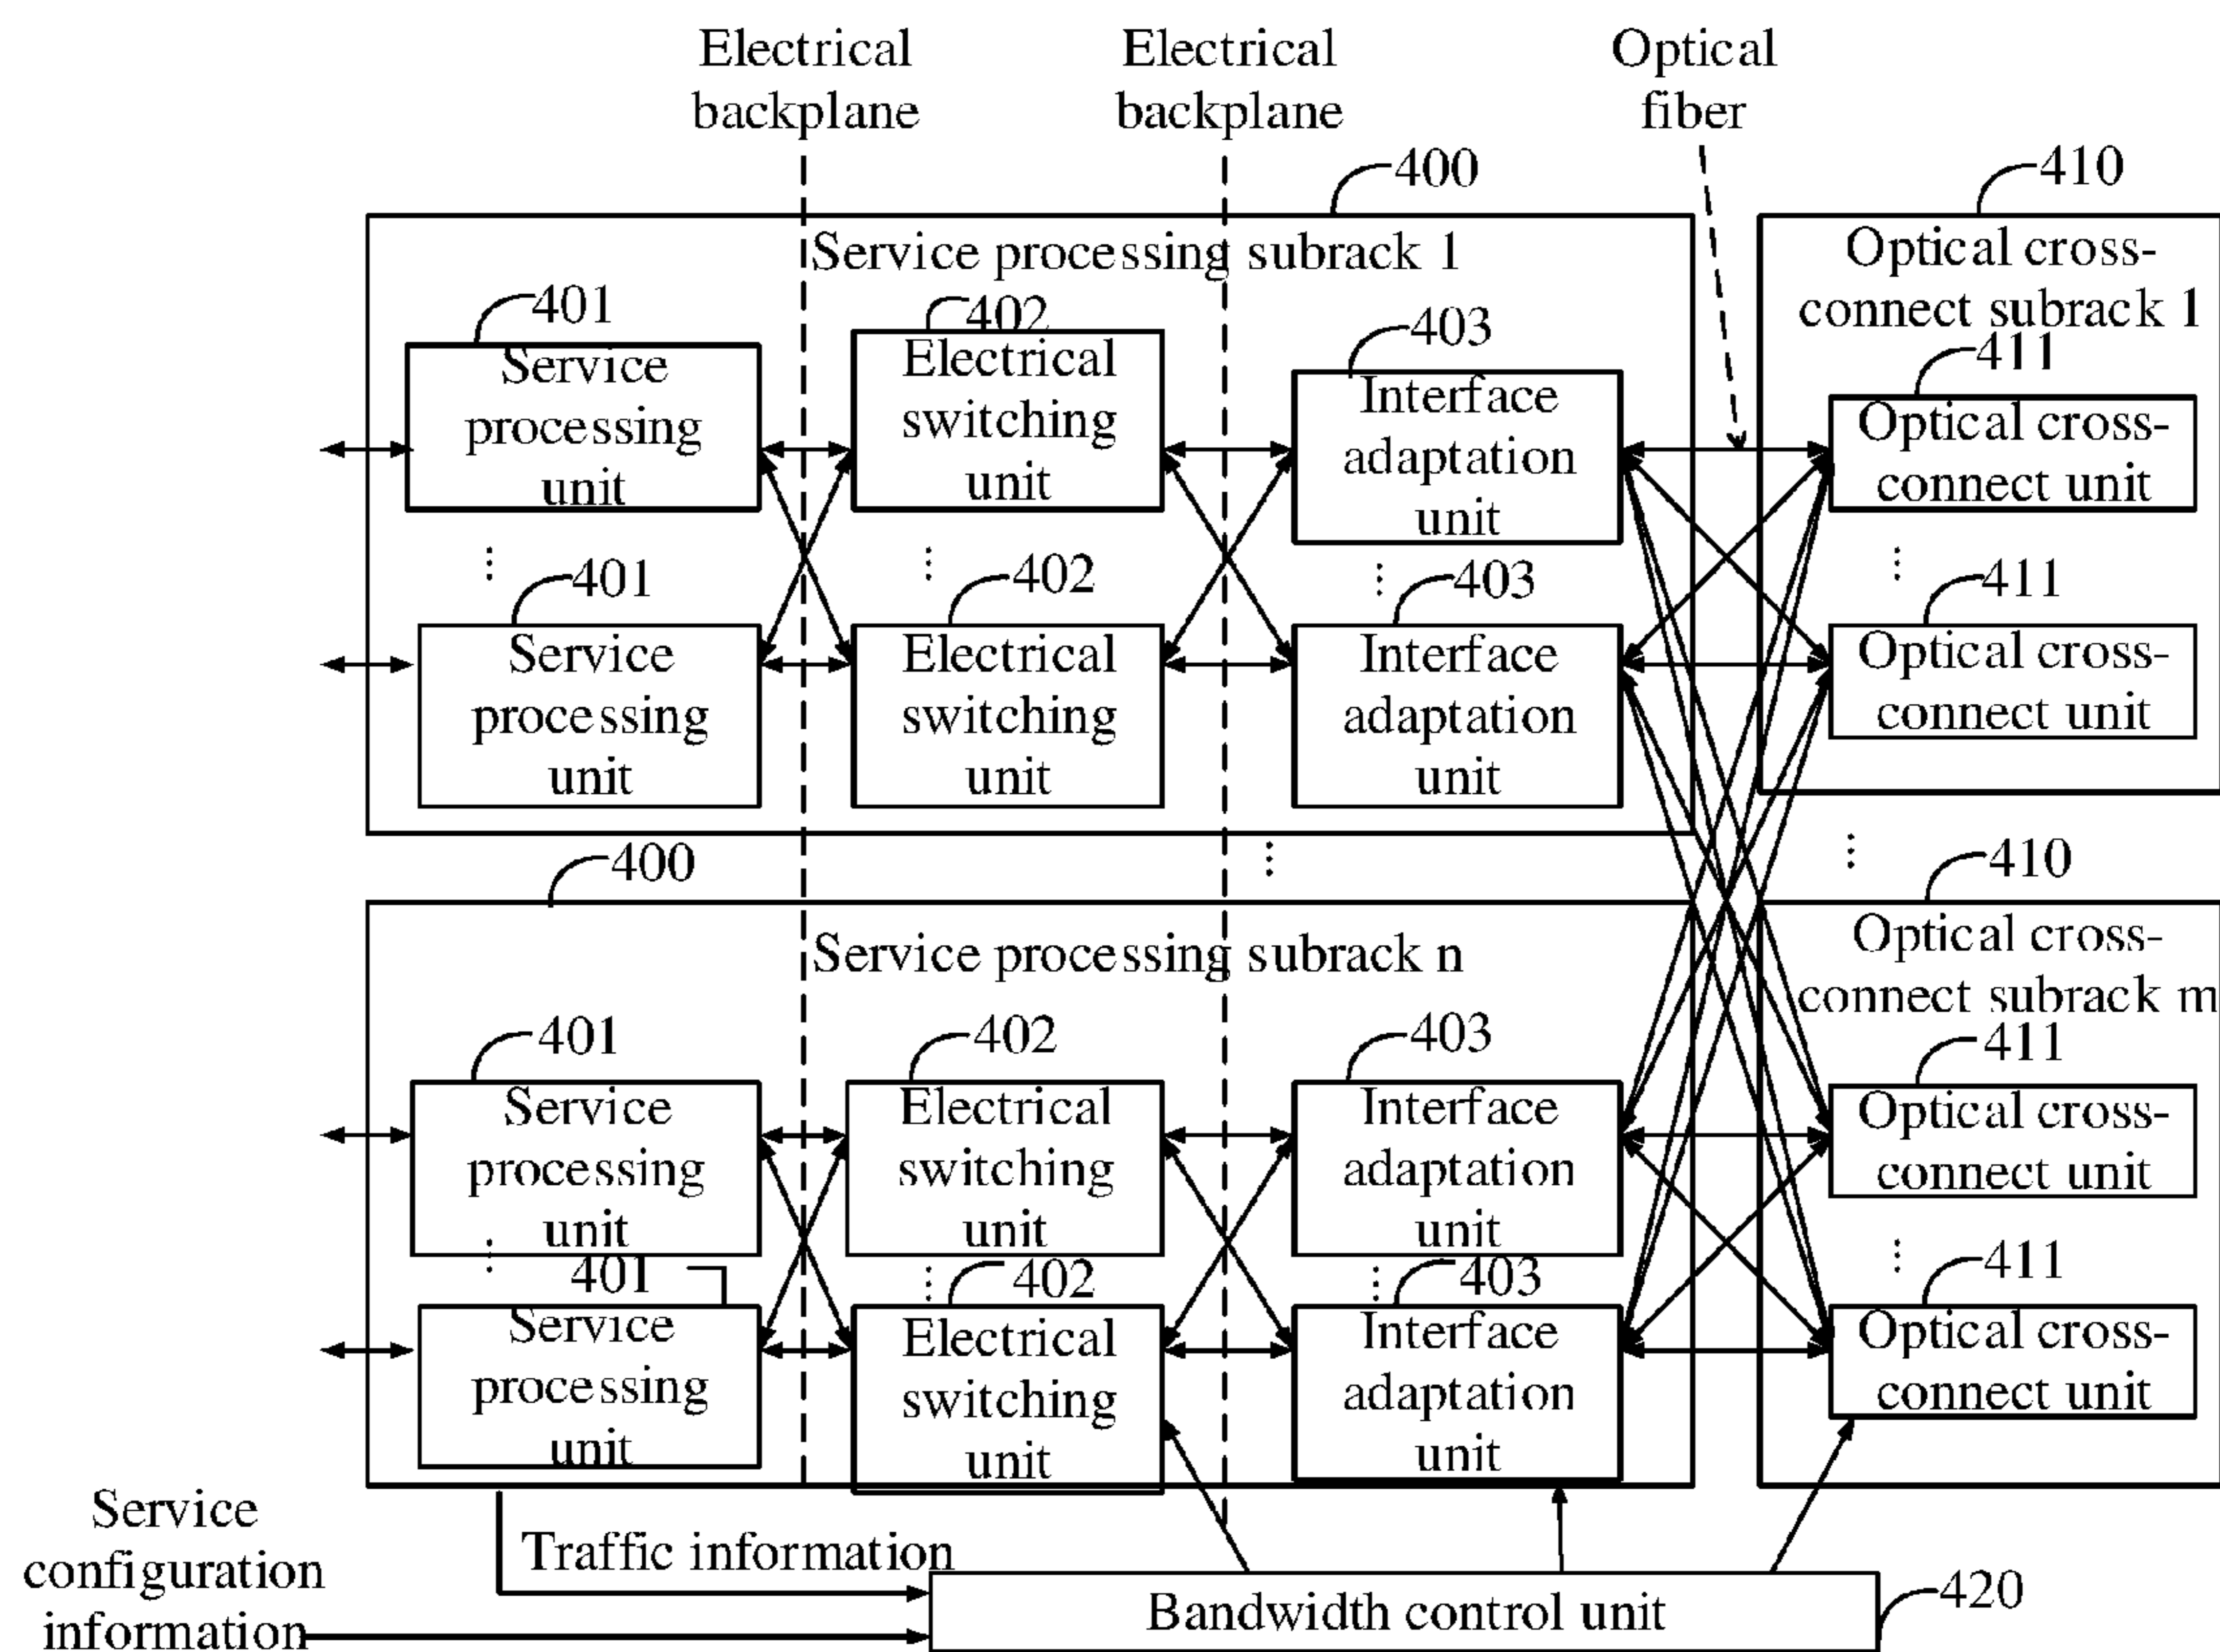 Electrical
backplane
Electrical
backplane
Optical
fiber
400
410
Service processing subrack 1
Optical cross-
connect subrack 1
401
402
403
411
Service
processing
unit
Electrical
switching
unit
Interface
adaptation
unit
Optical cross-
connect unit
401
402
403
411
Service
processing
unit
Electrical
switching
unit
Interface
adaptation
unit
Optical cross-
connect unit
400
410
Service processing subrack n
Optical cross-
connect subrack m
401
402
403
411
Service
processing
unit
Electrical
switching
unit
Interface
adaptation
unit
Optical cross-
connect unit
401
402
403
411
Service
processing
unit
Electrical
switching
unit
Interface
adaptation
unit
Optical cross-
connect unit
Service
configuration
information
Traffic information
Bandwidth control unit
420